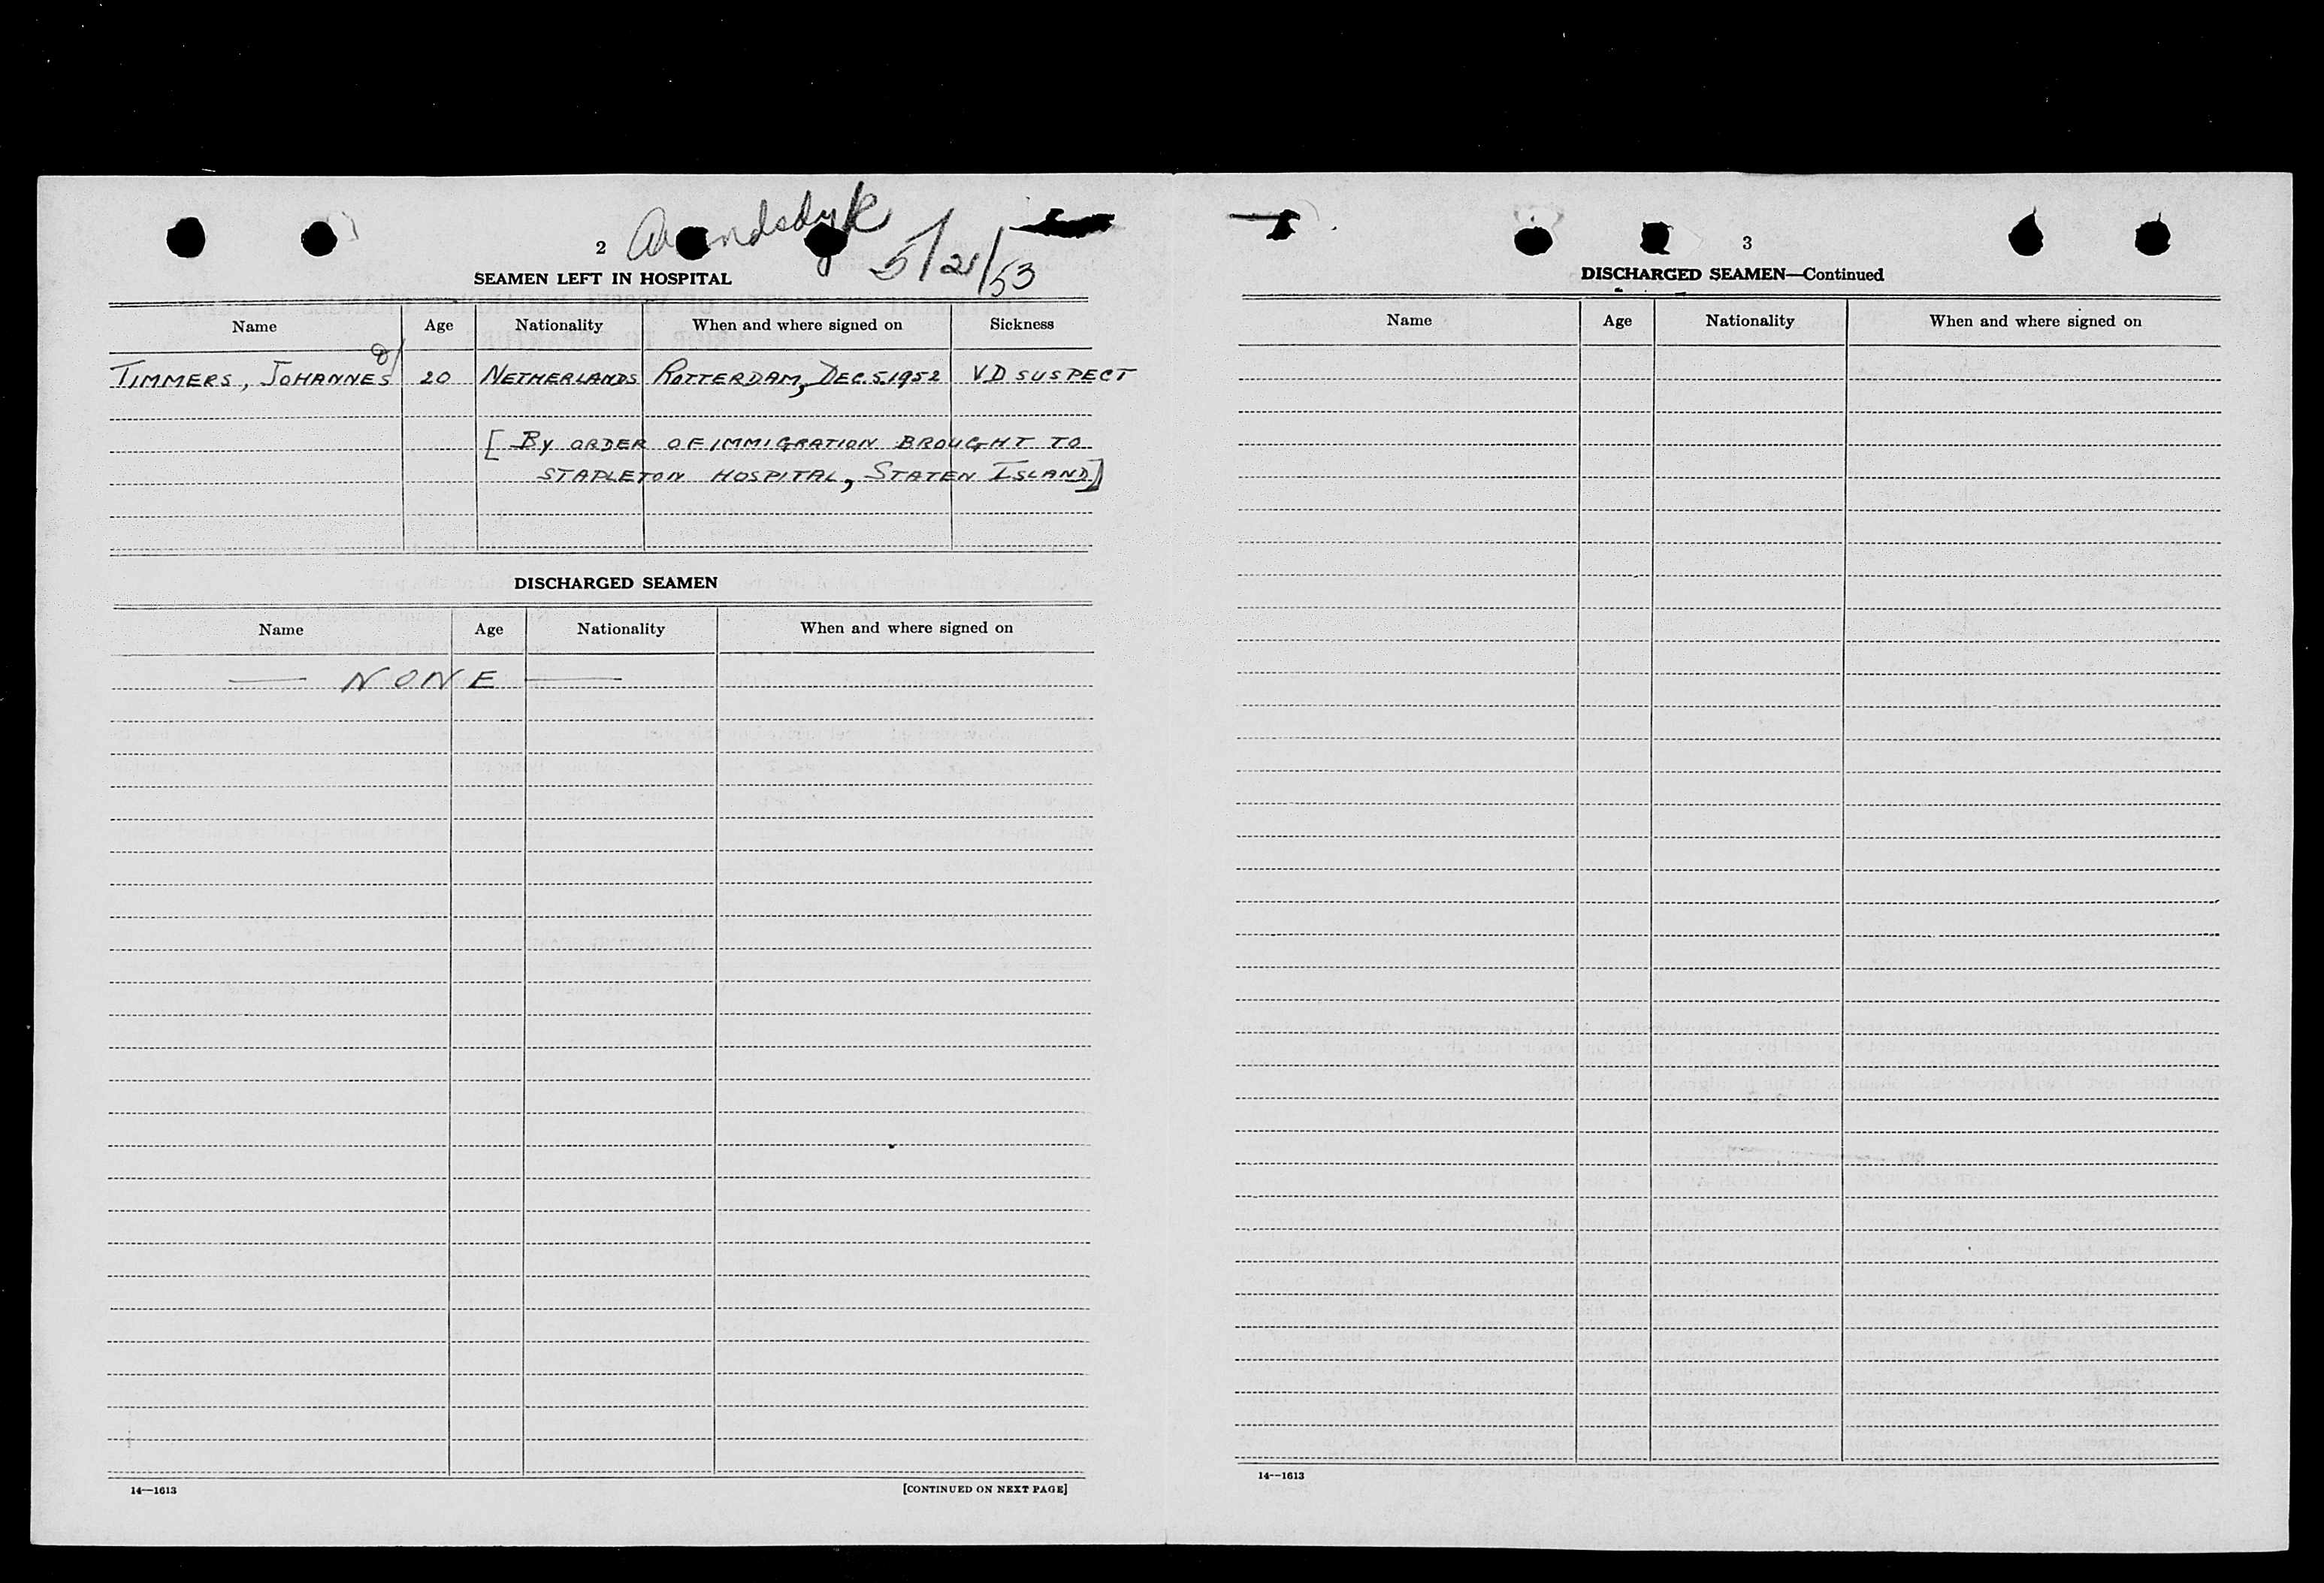 2
5/21/53
SEAMEN LEFT IN HOSPITAL
Name Age Nationality When and where signed on Sickness
TIMMERS, JOHANNES 20 NETHERLANDS ROTTERDAM, DEC. 5. 1952 VD SUSPECT
[ BY ORDER OF IMMIGRATION BROUGHT TO
STAPLETON HOSPITAL, STATEN ISLAND]
DISCHARGED SEAMEN
Name Age Nationality When and where signed on
— NONE —
14—1613 [CONTINUED ON NEXT PAGE]
3
DISCHARGED SEAMEN—Continued
Name Age Nationality When and where signed on
14—1613